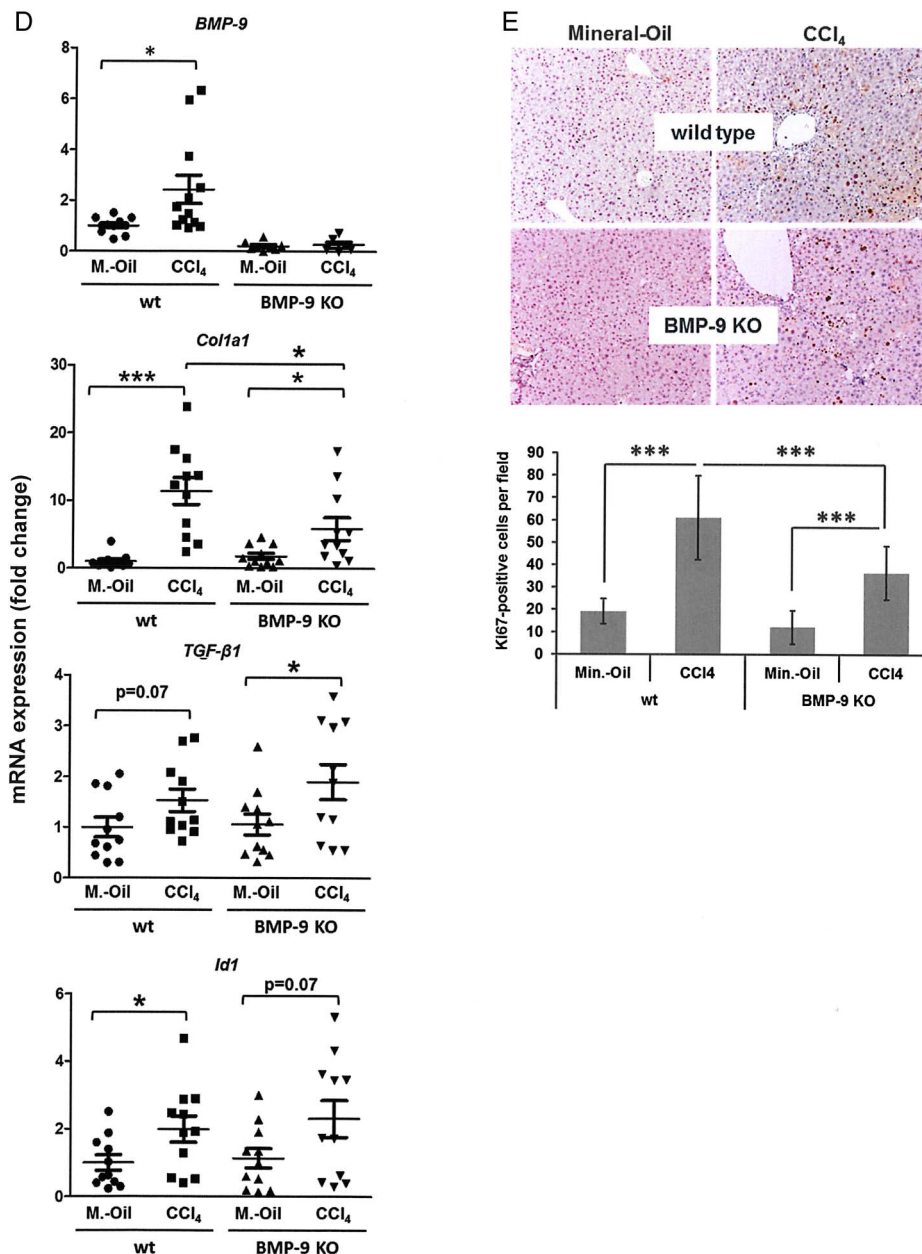 D
BMP-9
*
mRNA expression (fold change)
8
6
4
2
0
M.-Oil CCl₄ M.-Oil CCl₄
wt BMP-9 KO
Col1a1
*
*** *
30
20
10
0
M.-Oil CCl₄ M.-Oil CCl₄
wt BMP-9 KO
TGF-β1
p=0.07 *
4
3
2
1
0
M.-Oil CCl₄ M.-Oil CCl₄
wt BMP-9 KO
Id1
* p=0.07
6
4
2
0
M.-Oil CCl₄ M.-Oil CCl₄
wt BMP-9 KO
E
Mineral-Oil CCl₄
wild type
BMP-9 KO
KI67-positive cells per field
*** ***
***
90
80
70
60
50
40
30
20
10
0
Min.-Oil CCl4 Min.-Oil CCl4
wt BMP-9 KO